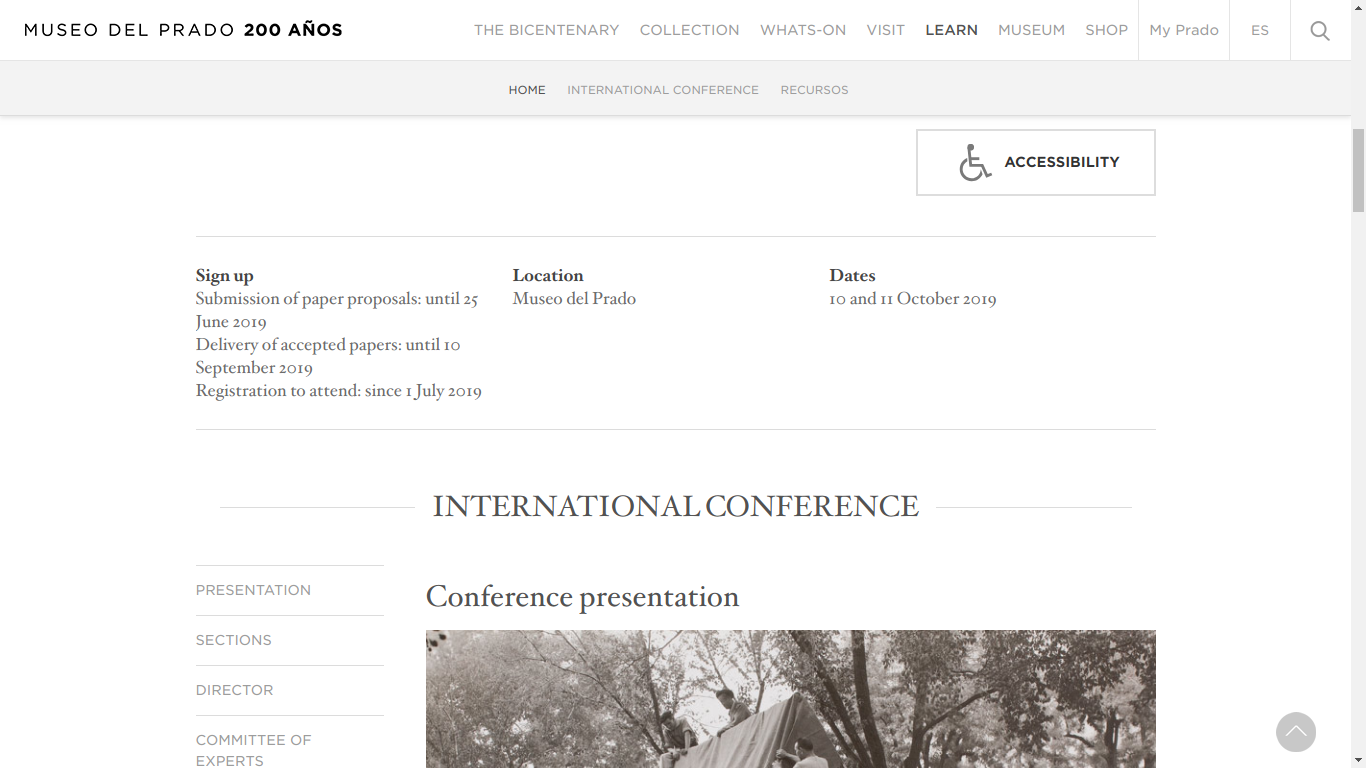 MUSEO DEL PRADO 200 AÑOS
THE BICENTENARY COLLECTION WHATS-ON VISIT LEARN MUSEUM SHOP My Prado ES
HOME INTERNATIONAL CONFERENCE RECURSOS
ACCESSIBILITY
Sign up
Submission of paper proposals: until 25
June 2019
Delivery of accepted papers: until 10
September 2019
Registration to attend: since 1 July 2019
Location
Museo del Prado
Dates
10 and 11 October 2019
INTERNATIONAL CONFERENCE
PRESENTATION
SECTIONS
DIRECTOR
COMMITTEE OF
EXPERTS
Conference presentation